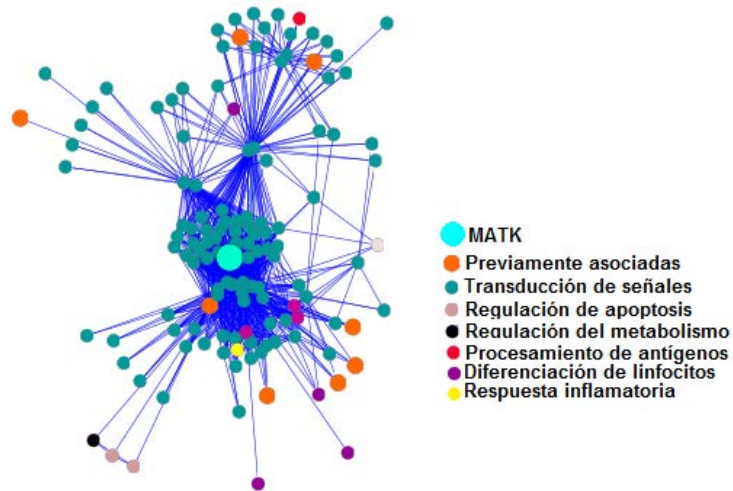 MATK
Previamente asociadas
Transducción de señales
Regulación de apoptosis
Regulación del metabolismo
Procesamiento de antígenos
Diferenciación de linfocitos
Respuesta inflamatoria